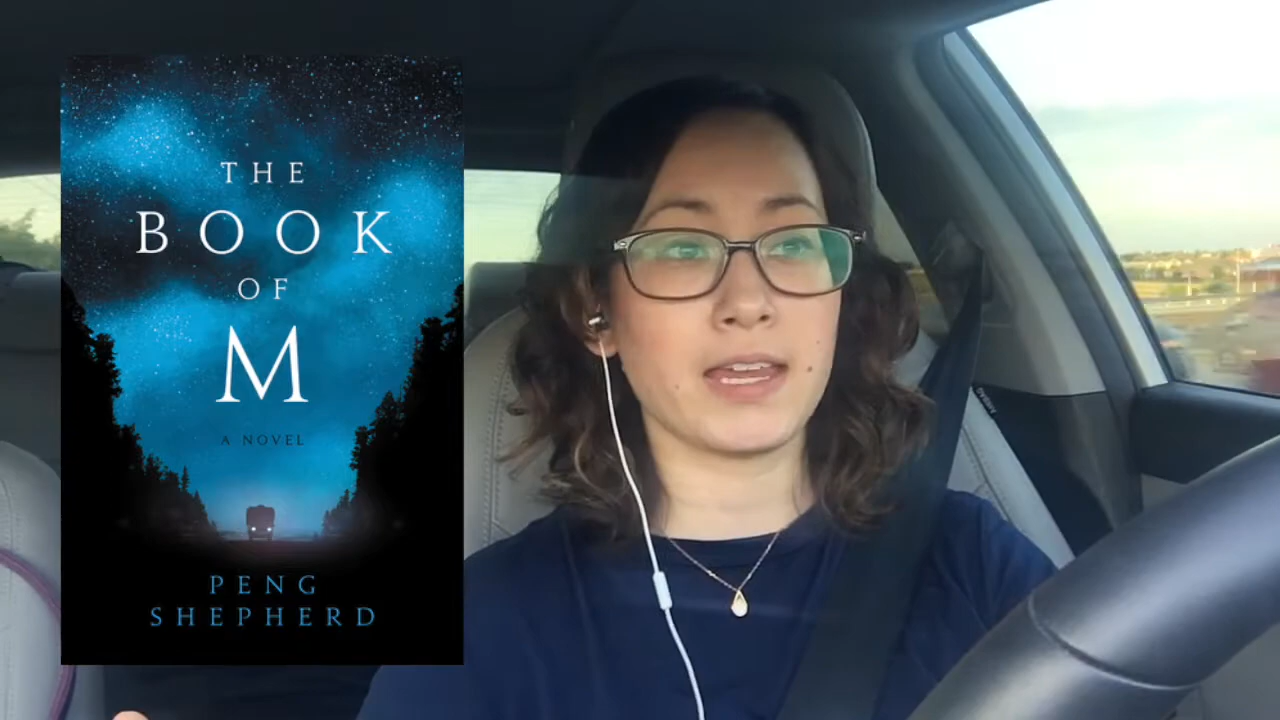 THE
BOOK
OF
M
A NOVEL
PENG
SHEPHERD